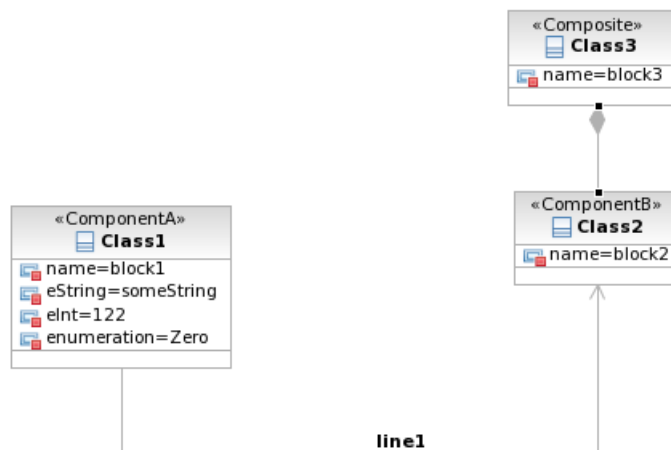 «Composite»
Class3
name=block3
«ComponentB»
Class2
name=block2
«ComponentA»
Class1
name=block1
eString=someString
eInt=122
enumeration=Zero
line1